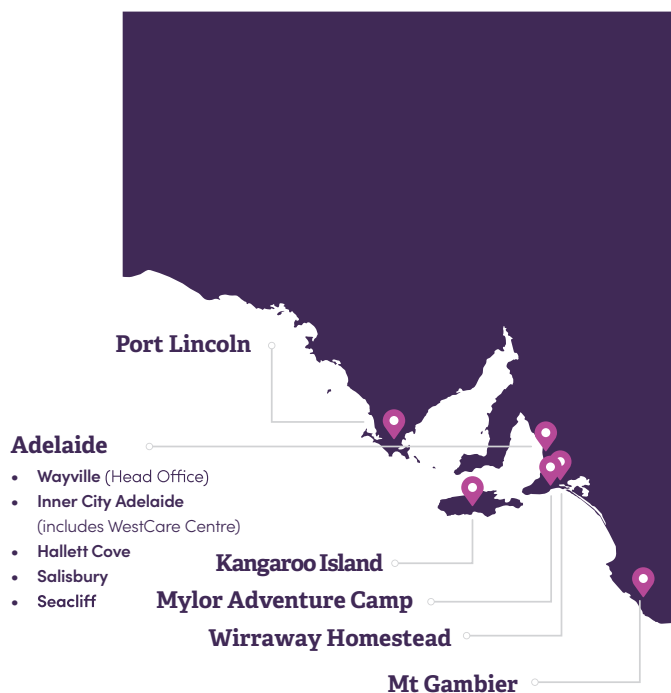 Port Lincoln
Adelaide
• Wayville (Head Office)
• Inner City Adelaide
(includes WestCare Centre)
• Hallett Cove
• Salisbury
• Seacliff
Kangaroo Island
Mylor Adventure Camp
Wirraway Homestead
Mt Gambier